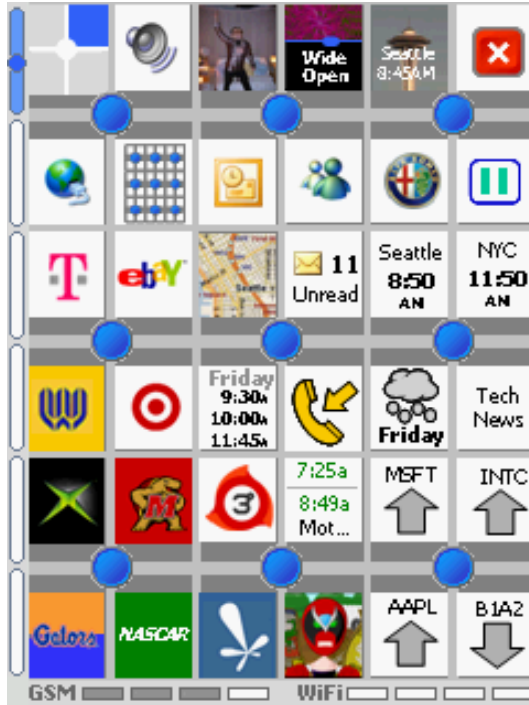 Wide
Open
Seattle
8:45AM
T
ebaY
Seattle
11
Unread
Seattle
8:50
AM
NYC
11:50
AM
W
Friday
9:30A
10:00A
11:45A
Friday
Tech
News
M
3
7:25a
8:49a
Mot...
MSFT
INTC
Gators
NASCAR
AAPL
B1A2
GSM
WiFi